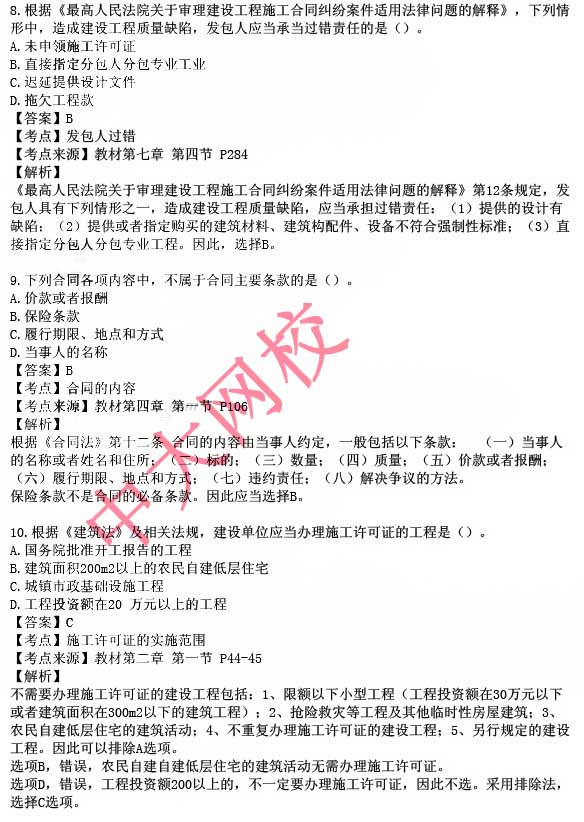 8.根据《最高人民法院关于审理建设工程施工合同纠纷案件适用法律问题的解释》，下列情
形中，造成建设工程质量缺陷，发包人应当承当过错责任的是（）。
A.未申领施工许可证
B.直接指定分包人分包专业工业
C.迟延提供设计文件
D.拖欠工程款
【答案】B
【考点】发包人过错
【考点来源】教材第七章 第四节 P284
【解析】
《最高人民法院关于审理建设工程施工合同纠纷案件适用法律问题的解释》第12条规定，发
包人具有下列情形之一，造成建设工程质量缺陷，应当承担过错责任：（1）提供的设计有
缺陷；（2）提供或者指定购买的建筑材料、建筑构配件、设备不符合强制性标准；（3）直
接指定分包人分包专业工程。因此，选择B。
9.下列合同各项内容中，不属于合同主要条款的是（）。
A.价款或者报酬
B.保险条款
C.履行期限、地点和方式
D.当事人的名称
【答案】B
【考点】合同的内容
【考点来源】教材第四章 第一节 P106
【解析】
根据《合同法》第十二条 合同的内容由当事人约定，一般包括以下条款： （一）当事人
的名称或者姓名和住所；（二）标的；（三）数量；（四）质量；（五）价款或者报酬；
（六）履行期限、地点和方式；（七）违约责任；（八）解决争议的方法。
保险条款不是合同的必备条款。因此应当选择B。
10.根据《建筑法》及相关法规，建设单位应当办理施工许可证的工程是（）。
A.国务院批准开工报告的工程
B.建筑面积200m2以上的农民自建低层住宅
C.城镇市政基础设施工程
D.工程投资额在20 万元以上的工程
【答案】C
【考点】施工许可证的实施范围
【考点来源】教材第二章 第一节 P44-45
【解析】
不需要办理施工许可证的建设工程包括：1、限额以下小型工程（工程投资额在30万元以下
或者建筑面积在300m2以下的建筑工程）；2、抢险救灾等工程及其他临时性房屋建筑；3、
农民自建低层住宅的建筑活动；4、不重复办理施工许可证的建设工程；5、另行规定的建设
工程。因此可以排除A选项。
选项B，错误，农民自建自建低层住宅的建筑活动无需办理施工许可证。
选项D，错误，工程投资额200以上的，不一定要办理施工许可证，因此不选。采用排除法，
选择C选项。
中大网校